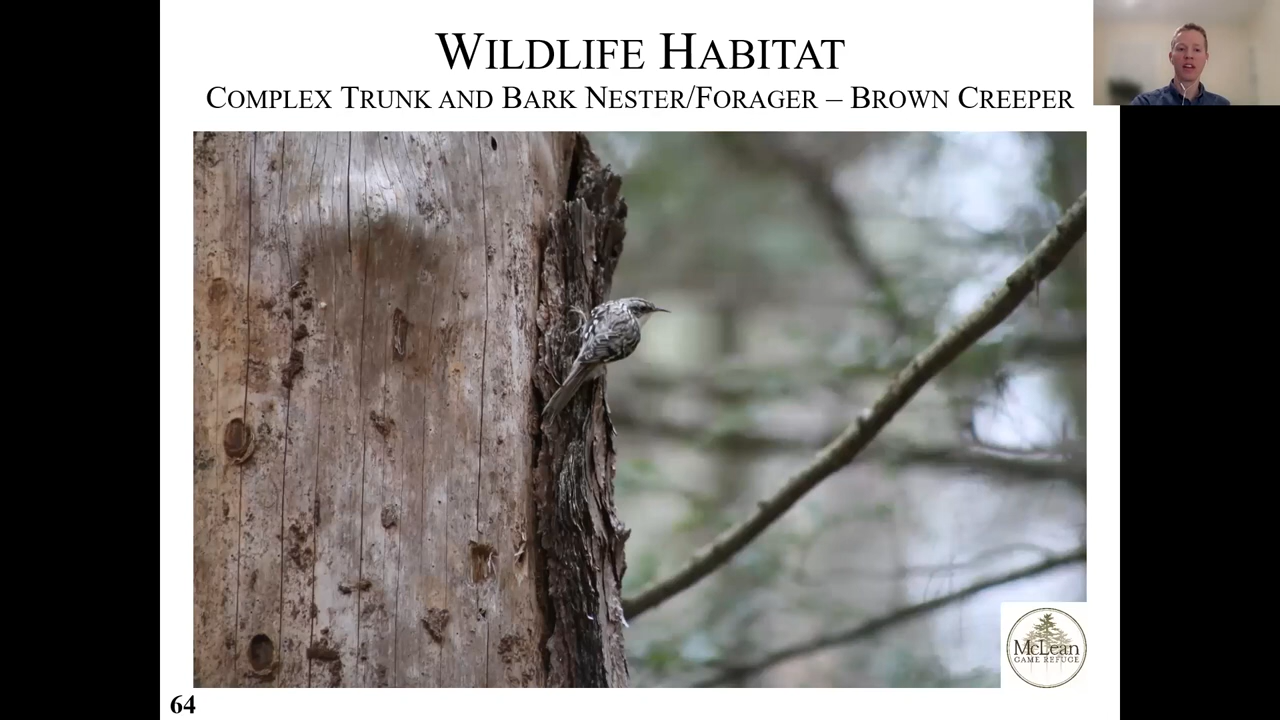 WILDLIFE HABITAT
COMPLEX TRUNK AND BARK NESTER/FORAGER – BROWN CREEPER
MCLEAN
GAME REFUGE
64